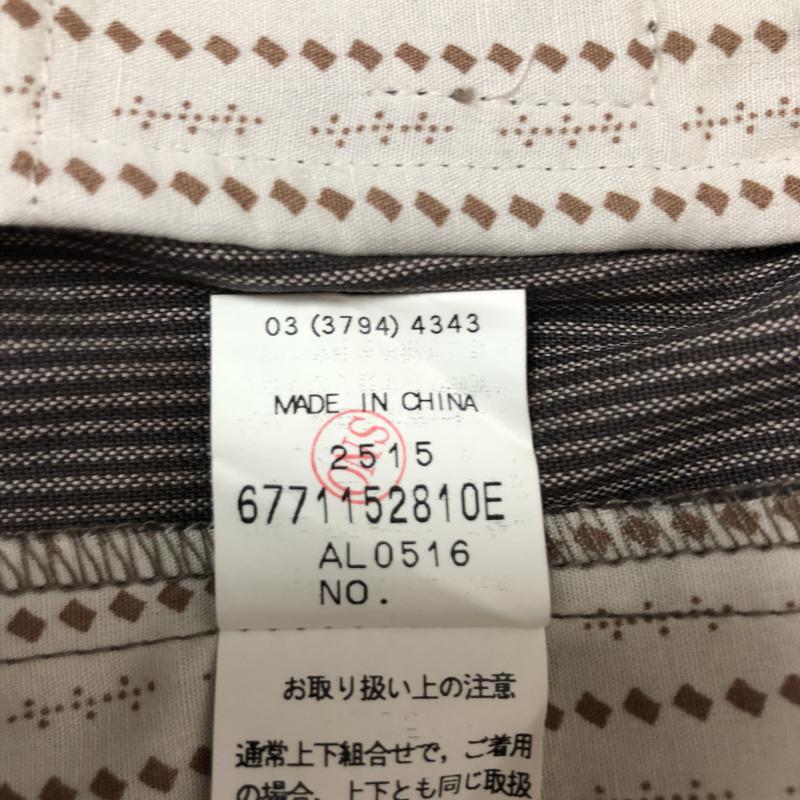 03 (3794) 4343
MADE IN CHINA
SMO
2515
6771152810E
AL0516
NO.
お取り扱い上の注意
通常上下組合せで，ご着用
の場合，上下とも同じ取扱